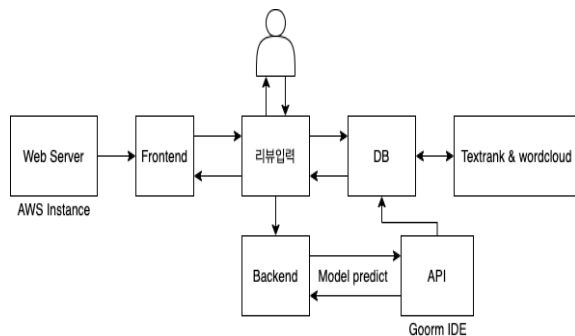 Web Server
Frontend
리뷰입력
DB
Textrank & wordcloud
AWS Instance
Backend
Model predict
API
Goorm IDE